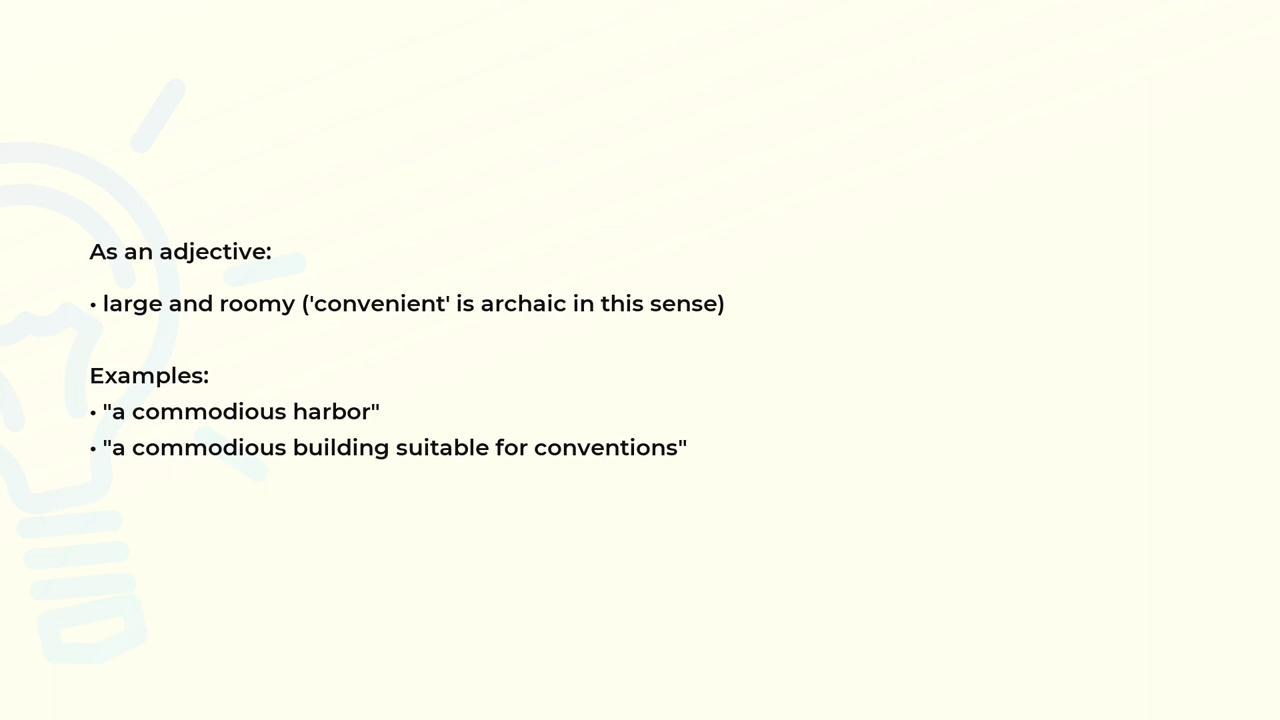 As an adjective:
• large and roomy ('convenient' is archaic in this sense)
Examples:
• "a commodious harbor"
• "a commodious building suitable for conventions"